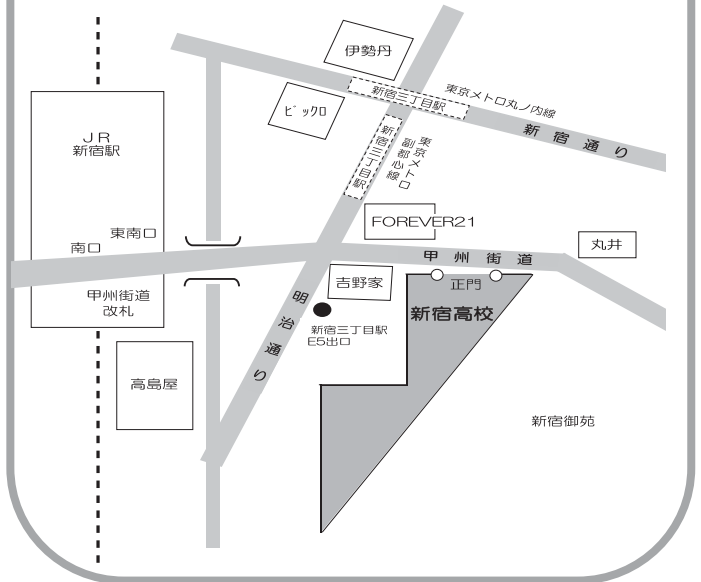 伊勢丹
ビックロ
新宿三丁目駅
東京メトロ丸ノ内線
新宿通り
新宿三丁目駅
東京メトロ
副都心線
JR
新宿駅
FOREVER21
東南口
南口
甲州街道
丸井
甲州街道
改札
吉野家
正門
新宿高校
明治通り
新宿三丁目駅
E5出口
高島屋
新宿御苑